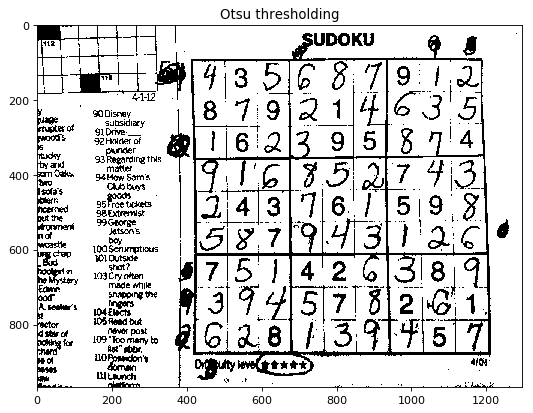 Otsu thresholding
SUDOKU
0
200
400
600
800
0
200
400
600
800
1000
1200
112
118
4-1-12
90 Disney
subsidiary
91 Drive
92 Holder of
plunder
93 Regarding this
matter
94 How Sam's
Club buys
goods
95 Free tickets
98 Extremist
99 George
Jetson's
boy
100 Scrumptious
101 Outside
shot?
103 Cry often
made while
snapping the
fingers
104 Elects
105 Read but
never post
109 "Too many to
list" abbr.
110 Poseidon's
domain
111 Launch
platform
4 3 5 6 8 7 9 1 2
8 7 9 2 1 4 6 3 5
1 6 2 3 9 5 8 7 4
9 1 6 8 5 2 7 4 3
2 4 3 7 6 1 5 9 8
5 8 7 9 4 3 1 2 6
7 5 1 4 2 6 3 8 9
3 9 4 5 7 8 2 6 1
6 2 8 1 3 9 4 5 7
Difficulty level ★★★★★
4/01